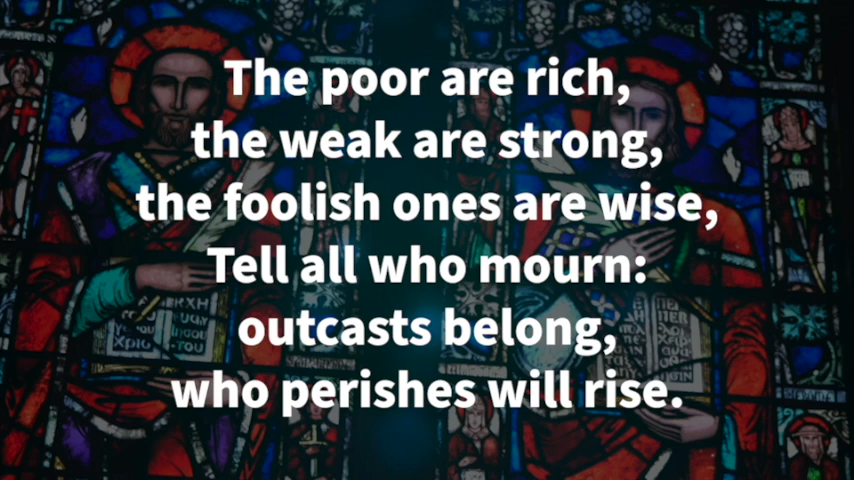 The poor are rich,
the weak are strong,
the foolish ones are wise,
Tell all who mourn:
outcasts belong,
who perishes will rise.